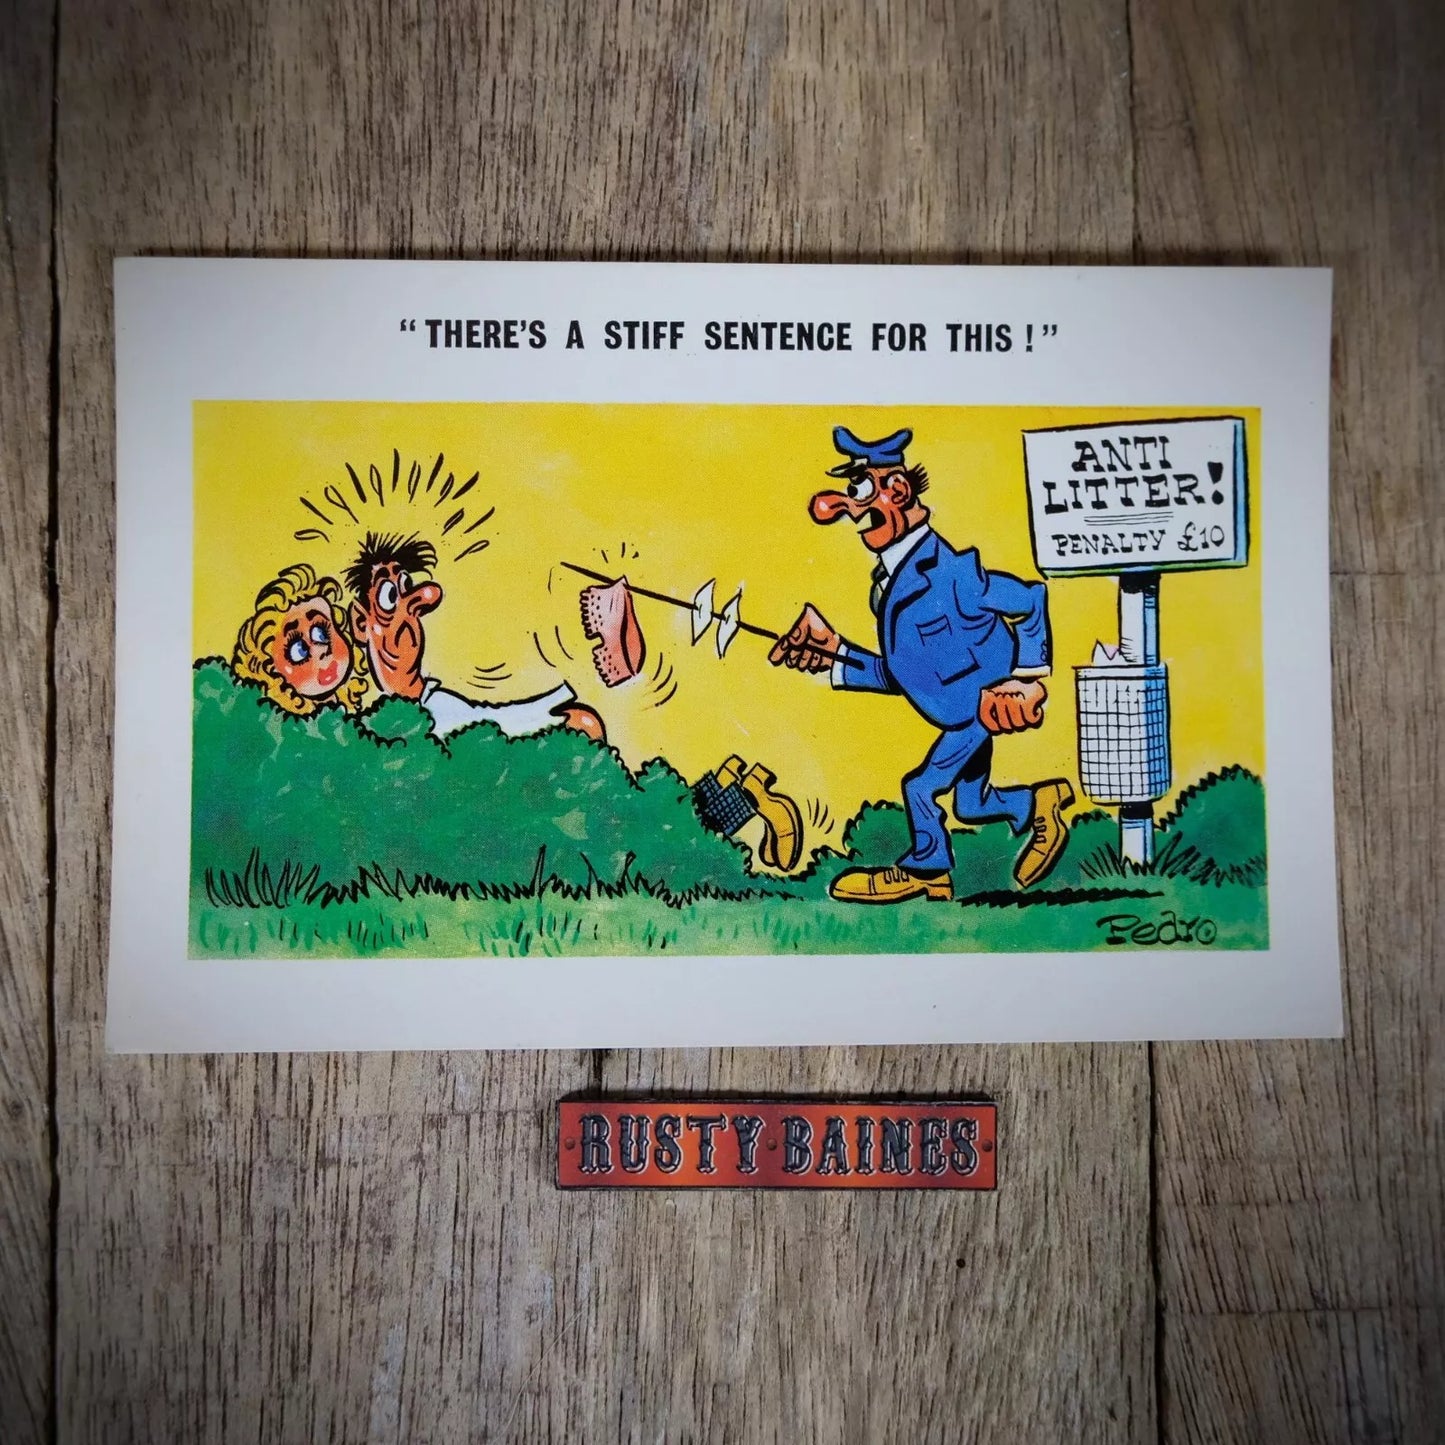 “THERE'S A STIFF SENTENCE FOR THIS!”
ANTI
LITTER!
PENALTY £10
Pedro
RUSTY·BAINES